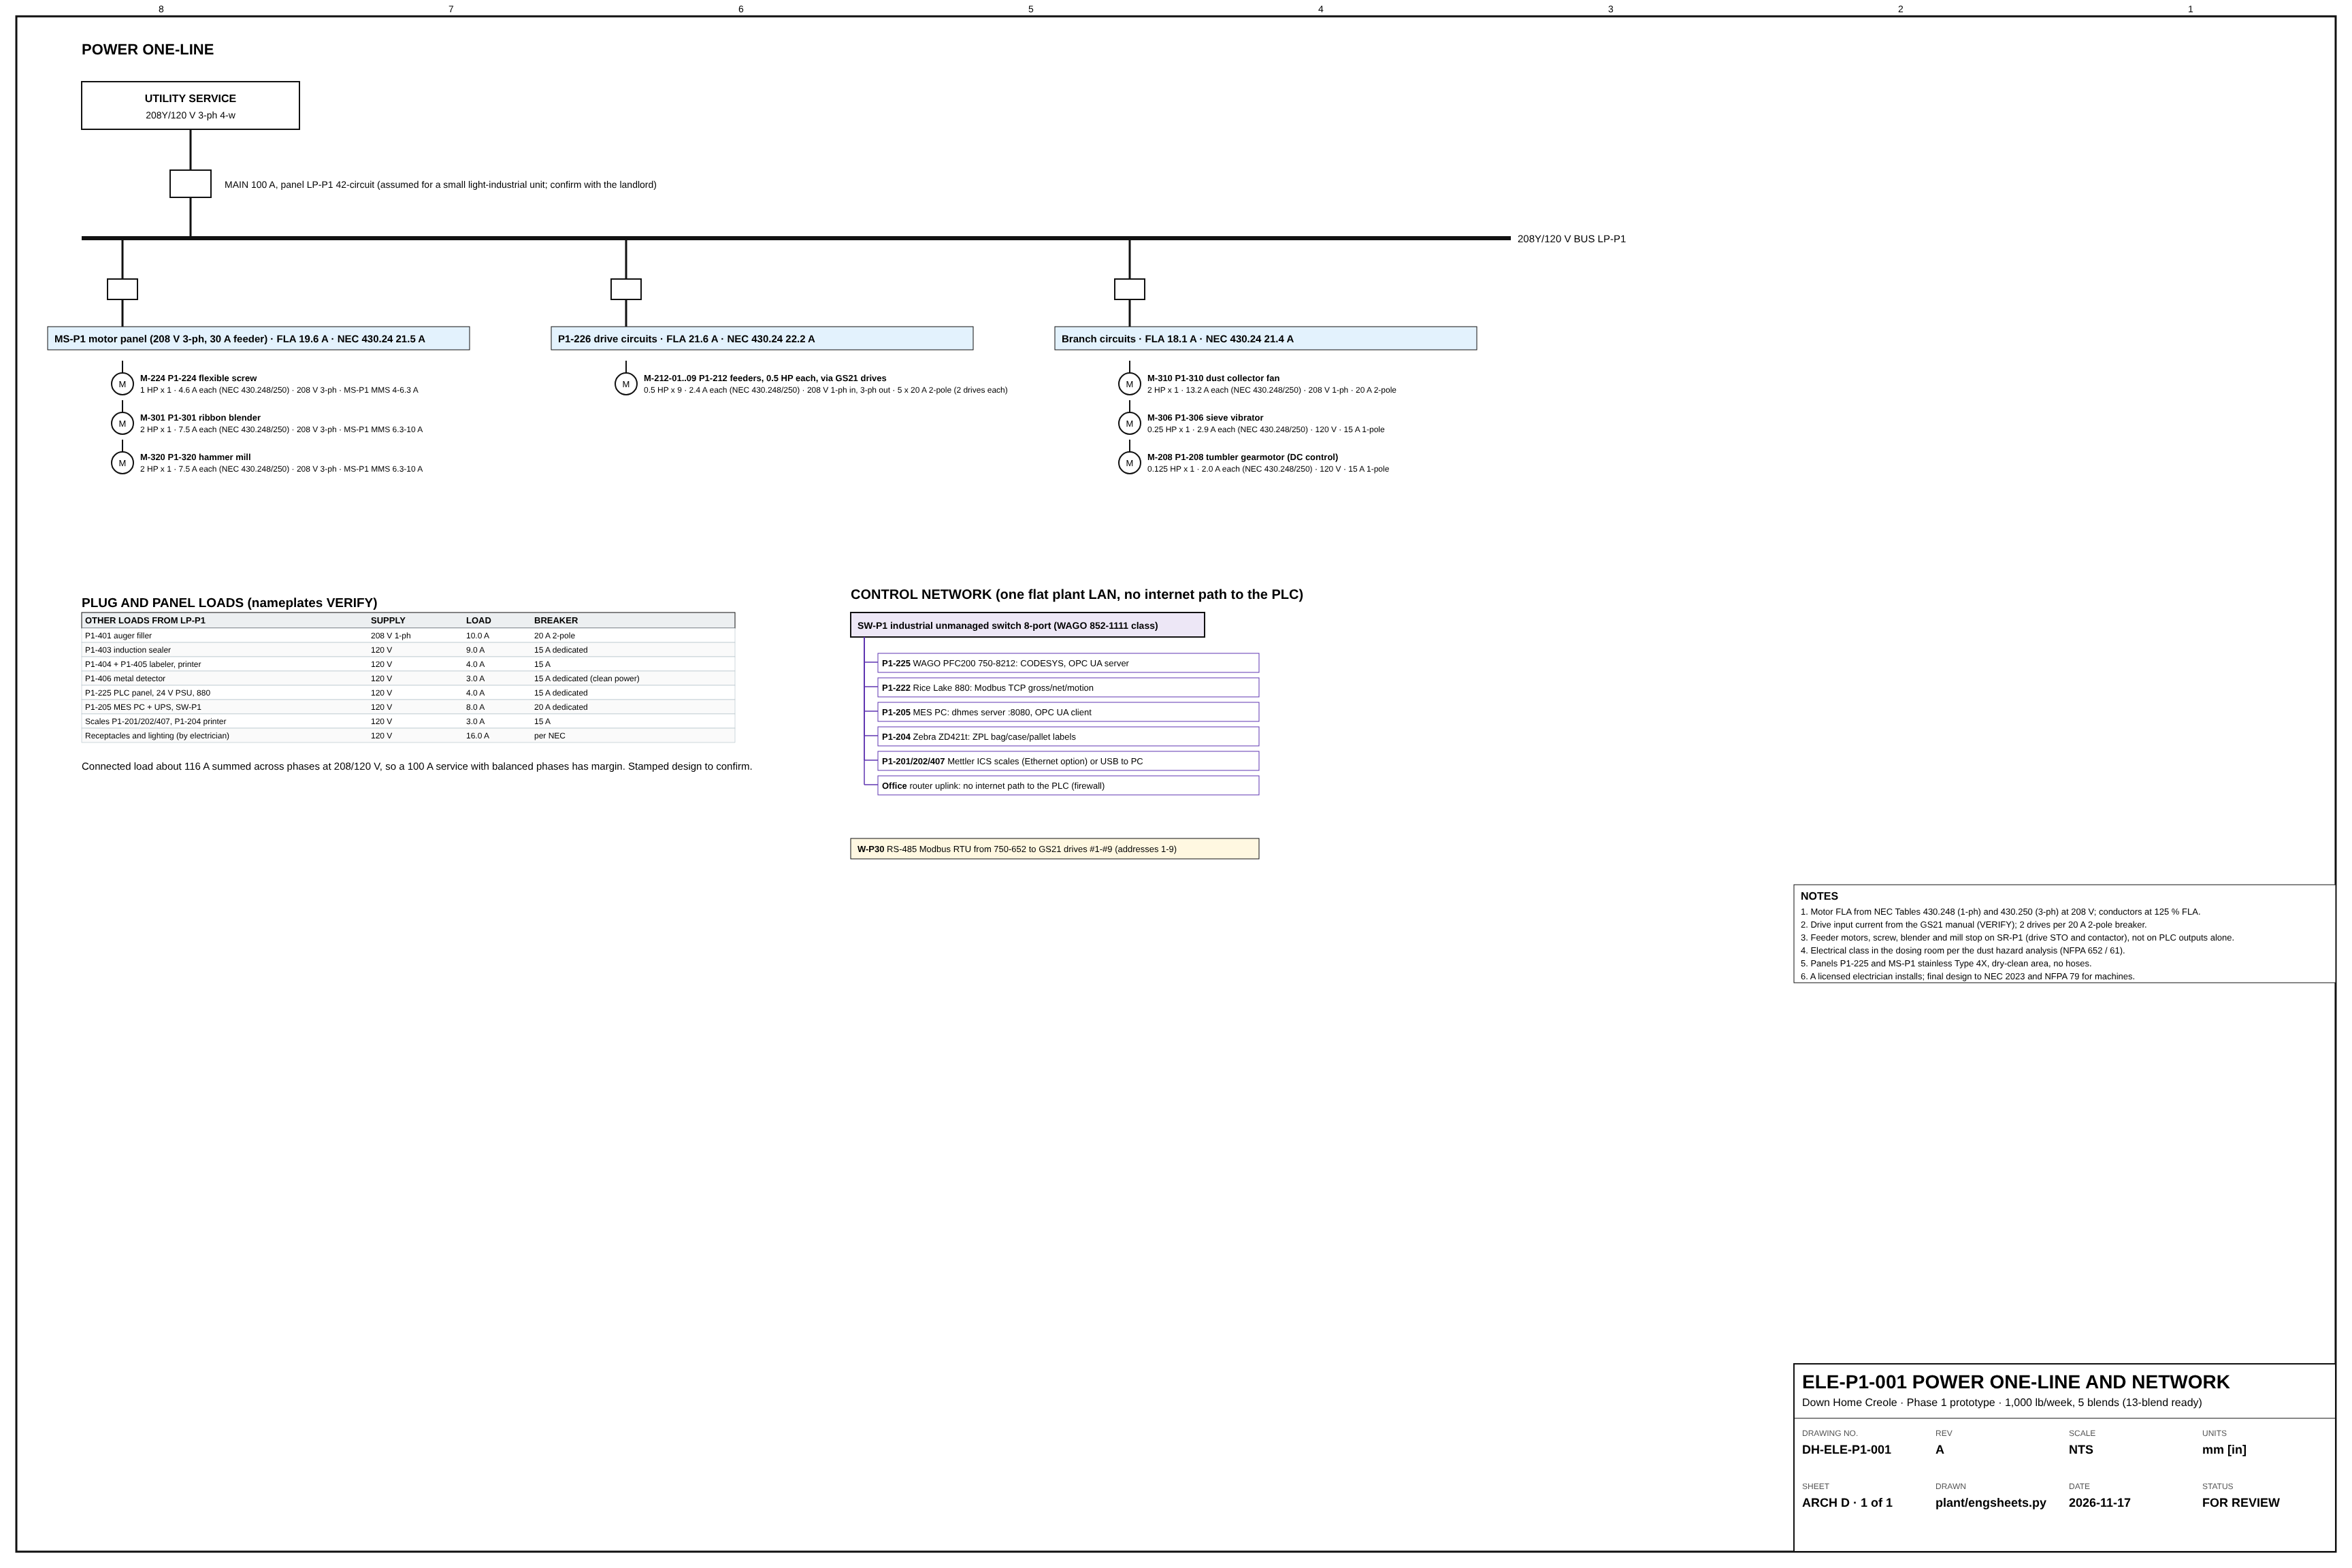 8 7 6 5 4 3 2 1
POWER ONE-LINE
UTILITY SERVICE
208Y/120 V 3-ph 4-w
MAIN 100 A, panel LP-P1 42-circuit (assumed for a small light-industrial unit; confirm with the landlord)
208Y/120 V BUS LP-P1
MS-P1 motor panel (208 V 3-ph, 30 A feeder) · FLA 19.6 A · NEC 430.24 21.5 A
M
M-224 P1-224 flexible screw
1 HP x 1 · 4.6 A each (NEC 430.248/250) · 208 V 3-ph · MS-P1 MMS 4-6.3 A
M
M-301 P1-301 ribbon blender
2 HP x 1 · 7.5 A each (NEC 430.248/250) · 208 V 3-ph · MS-P1 MMS 6.3-10 A
M
M-320 P1-320 hammer mill
2 HP x 1 · 7.5 A each (NEC 430.248/250) · 208 V 3-ph · MS-P1 MMS 6.3-10 A
P1-226 drive circuits · FLA 21.6 A · NEC 430.24 22.2 A
M
M-212-01..09 P1-212 feeders, 0.5 HP each, via GS21 drives
0.5 HP x 9 · 2.4 A each (NEC 430.248/250) · 208 V 1-ph in, 3-ph out · 5 x 20 A 2-pole (2 drives each)
Branch circuits · FLA 18.1 A · NEC 430.24 21.4 A
M
M-310 P1-310 dust collector fan
2 HP x 1 · 13.2 A each (NEC 430.248/250) · 208 V 1-ph · 20 A 2-pole
M
M-306 P1-306 sieve vibrator
0.25 HP x 1 · 2.9 A each (NEC 430.248/250) · 120 V · 15 A 1-pole
M
M-208 P1-208 tumbler gearmotor (DC control)
0.125 HP x 1 · 2.0 A each (NEC 430.248/250) · 120 V · 15 A 1-pole
PLUG AND PANEL LOADS (nameplates VERIFY)
OTHER LOADS FROM LP-P1 SUPPLY LOAD BREAKER
P1-401 auger filler 208 V 1-ph 10.0 A 20 A 2-pole
P1-403 induction sealer 120 V 9.0 A 15 A dedicated
P1-404 + P1-405 labeler, printer 120 V 4.0 A 15 A
P1-406 metal detector 120 V 3.0 A 15 A dedicated (clean power)
P1-225 PLC panel, 24 V PSU, 880 120 V 4.0 A 15 A dedicated
P1-205 MES PC + UPS, SW-P1 120 V 8.0 A 20 A dedicated
Scales P1-201/202/407, P1-204 printer 120 V 3.0 A 15 A
Receptacles and lighting (by electrician) 120 V 16.0 A per NEC
Connected load about 116 A summed across phases at 208/120 V, so a 100 A service with balanced phases has margin. Stamped design to confirm.
CONTROL NETWORK (one flat plant LAN, no internet path to the PLC)
SW-P1 industrial unmanaged switch 8-port (WAGO 852-1111 class)
P1-225 WAGO PFC200 750-8212: CODESYS, OPC UA server
P1-222 Rice Lake 880: Modbus TCP gross/net/motion
P1-205 MES PC: dhmes server :8080, OPC UA client
P1-204 Zebra ZD421t: ZPL bag/case/pallet labels
P1-201/202/407 Mettler ICS scales (Ethernet option) or USB to PC
Office router uplink: no internet path to the PLC (firewall)
W-P30 RS-485 Modbus RTU from 750-652 to GS21 drives #1-#9 (addresses 1-9)
NOTES
1. Motor FLA from NEC Tables 430.248 (1-ph) and 430.250 (3-ph) at 208 V; conductors at 125 % FLA.
2. Drive input current from the GS21 manual (VERIFY); 2 drives per 20 A 2-pole breaker.
3. Feeder motors, screw, blender and mill stop on SR-P1 (drive STO and contactor), not on PLC outputs alone.
4. Electrical class in the dosing room per the dust hazard analysis (NFPA 652 / 61).
5. Panels P1-225 and MS-P1 stainless Type 4X, dry-clean area, no hoses.
6. A licensed electrician installs; final design to NEC 2023 and NFPA 79 for machines.
ELE-P1-001 POWER ONE-LINE AND NETWORK
Down Home Creole · Phase 1 prototype · 1,000 lb/week, 5 blends (13-blend ready)
DRAWING NO. REV SCALE UNITS
DH-ELE-P1-001 A NTS mm [in]
SHEET DRAWN DATE STATUS
ARCH D · 1 of 1 plant/engsheets.py 2026-11-17 FOR REVIEW